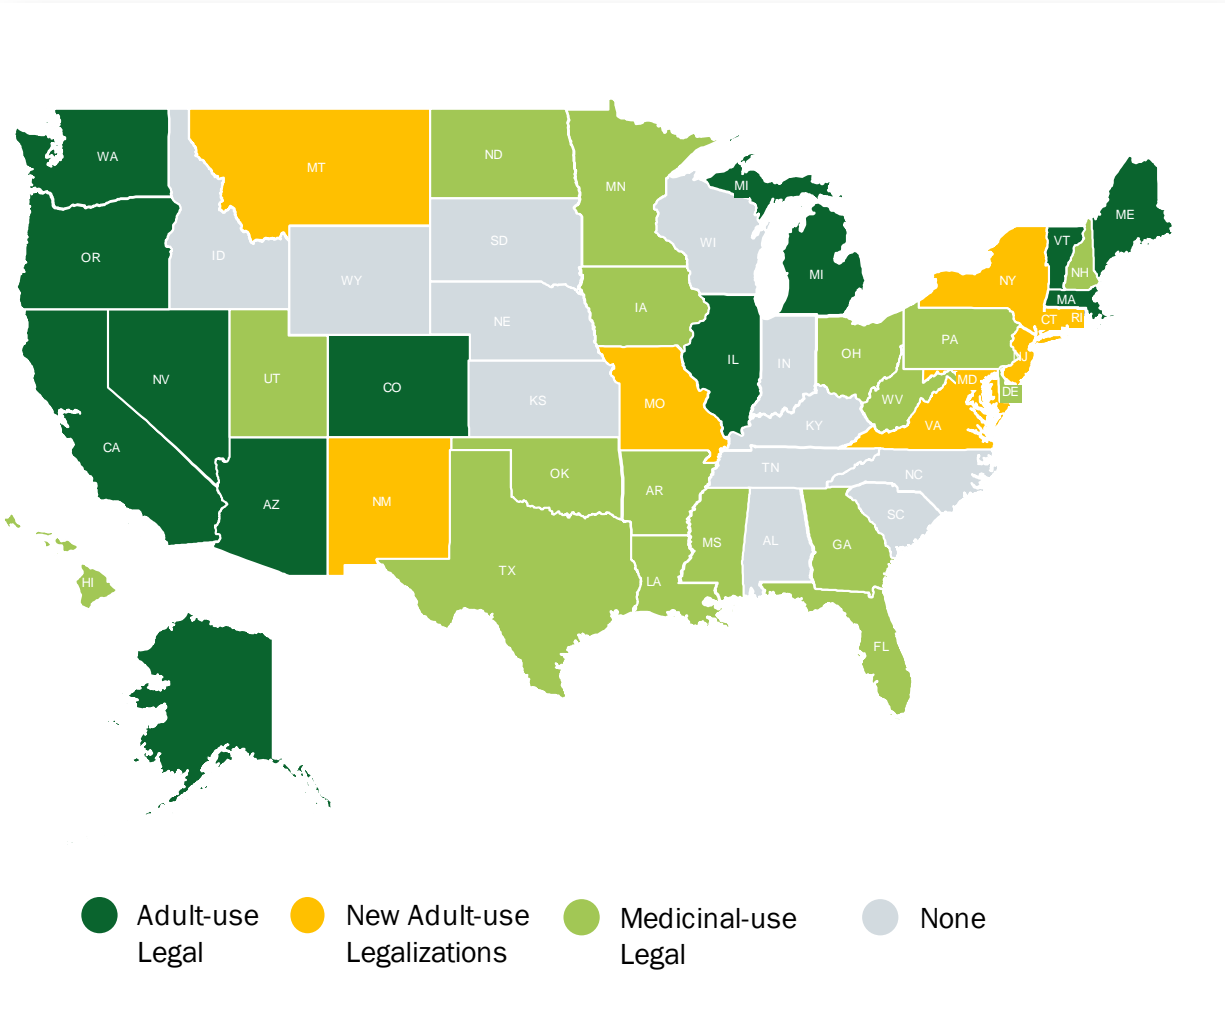 WA
MT
ND
MN
MI
ME
OR
ID
SD
WI
VT
NH
WY
MI
NY
MA
NE
IA
CT
RI
NV
UT
CO
KS
MO
IL
IN
OH
PA
NJ
WV
MD
DE
CA
KY
VA
AZ
NM
OK
AR
TN
NC
SC
TX
LA
MS
AL
GA
HI
FL
Adult-use
Legal
New Adult-use
Legalizations
Medicinal-use
Legal
None